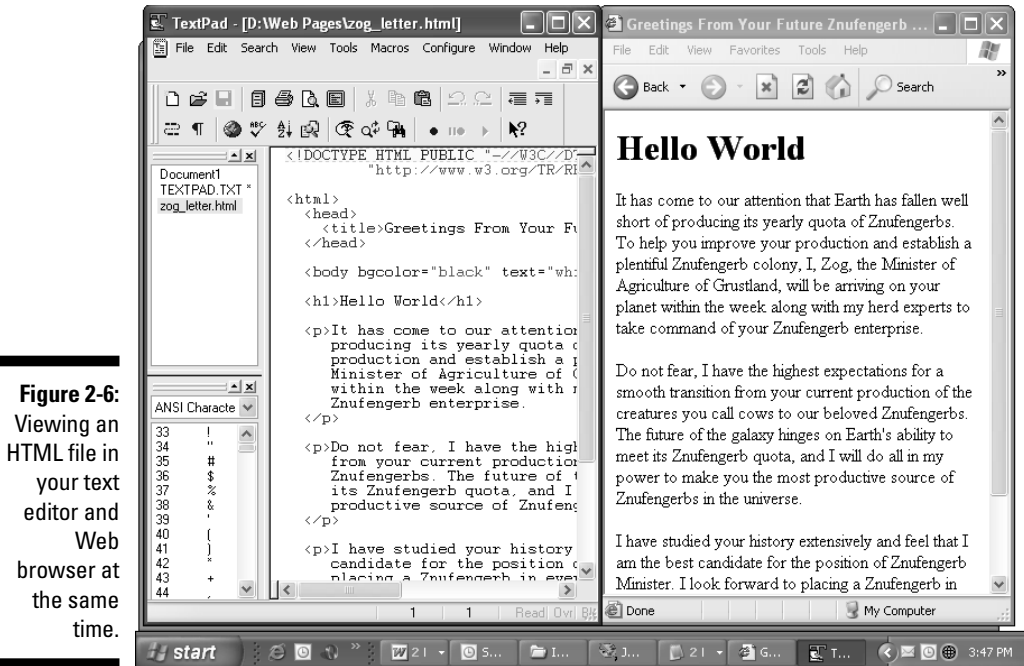 Figure 2-6:
Viewing an
HTML file in
your text
editor and
Web
browser at
the same
time.
TextPad - [D:\Web Pages\zog_letter.html]
File Edit Search View Tools Macros Configure Window Help
Document1
TEXTPAD.TXT *
zog_letter.html
ANSI Characte
33 !
34 "
35 #
36 $
37 %
38 &
39 '
40 (
41 )
42 *
43 +
44 ,
<!DOCTYPE HTML PUBLIC "-//W3C//DT
"http://www.w3.org/TR/RE
<html>
<head>
<title>Greetings From Your Fu
</head>
<body bgcolor="black" text="whi
<h1>Hello World</h1>
<p>It has come to our attention
producing its yearly quota o
production and establish a p
Minister of Agriculture of G
within the week along with m
Znufengerb enterprise.
</p>
<p>Do not fear, I have the high
from your current production
Znufengerbs. The future of t
its Znufengerb quota, and I
productive source of Znufeng
</p>
<p>I have studied your history
candidate for the position o
placing a Znufengerb in ever
1 1 Read Ovr
Greetings From Your Future Znufengerb ...
File Edit View Favorites Tools Help
Back Search »
Hello World
It has come to our attention that Earth has fallen well
short of producing its yearly quota of Znufengerbs.
To help you improve your production and establish a
plentiful Znufengerb colony, I, Zog, the Minister of
Agriculture of Grustland, will be arriving on your
planet within the week along with my herd experts to
take command of your Znufengerb enterprise.
Do not fear, I have the highest expectations for a
smooth transition from your current production of the
creatures you call cows to our beloved Znufengerbs.
The future of the galaxy hinges on Earth's ability to
meet its Znufengerb quota, and I will do all in my
power to make you the most productive source of
Znufengerbs in the universe.
I have studied your history extensively and feel that I
am the best candidate for the position of Znufengerb
Minister. I look forward to placing a Znufengerb in
Done My Computer
start » 2 I S... I... J... 2 I G... T... 3:47 PM